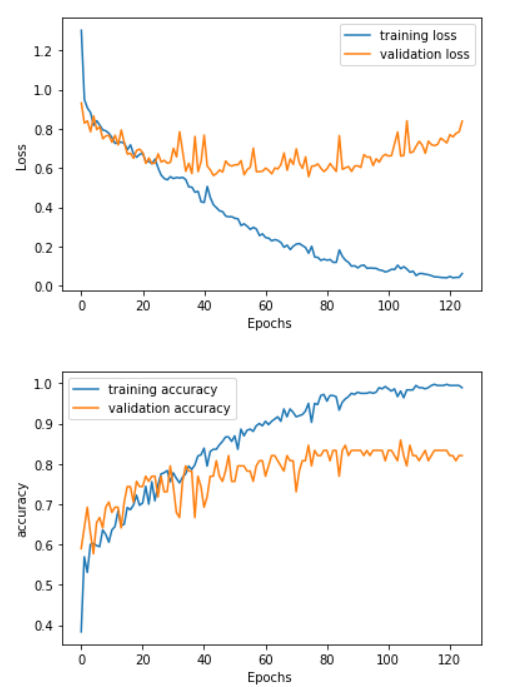 training loss
validation loss
1.2
1.0
0.8
0.6
0.4
0.2
0.0
Loss
0 20 40 60 80 100 120
Epochs
training accuracy
validation accuracy
1.0
0.9
0.8
0.7
0.6
0.5
0.4
accuracy
0 20 40 60 80 100 120
Epochs